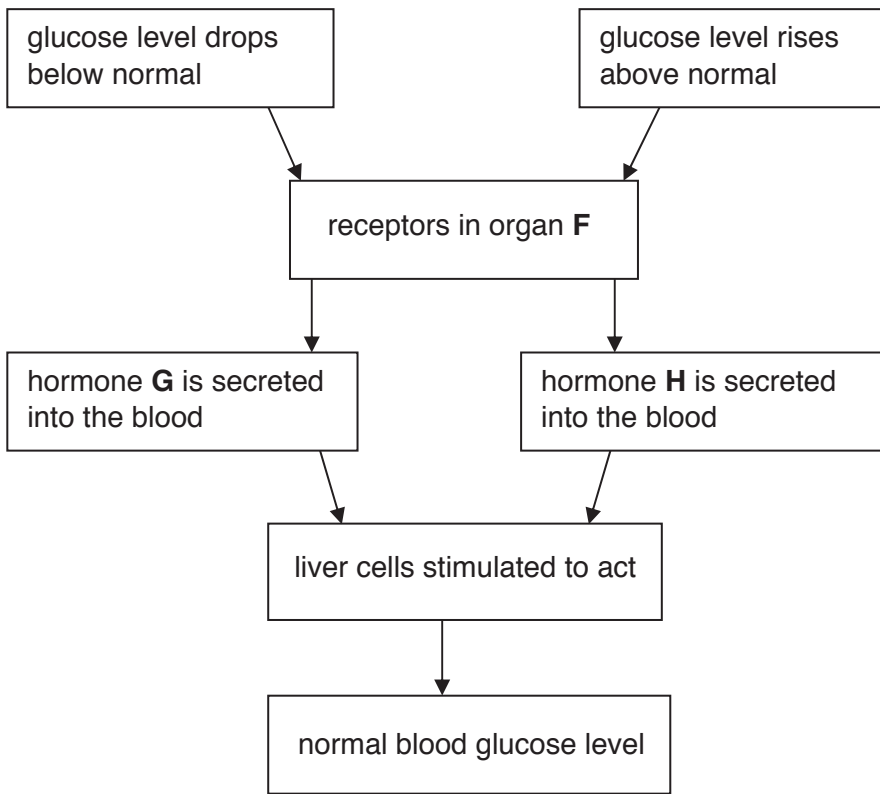 glucose level drops
below normal
glucose level rises
above normal
receptors in organ F
hormone G is secreted
into the blood
hormone H is secreted
into the blood
liver cells stimulated to act
normal blood glucose level